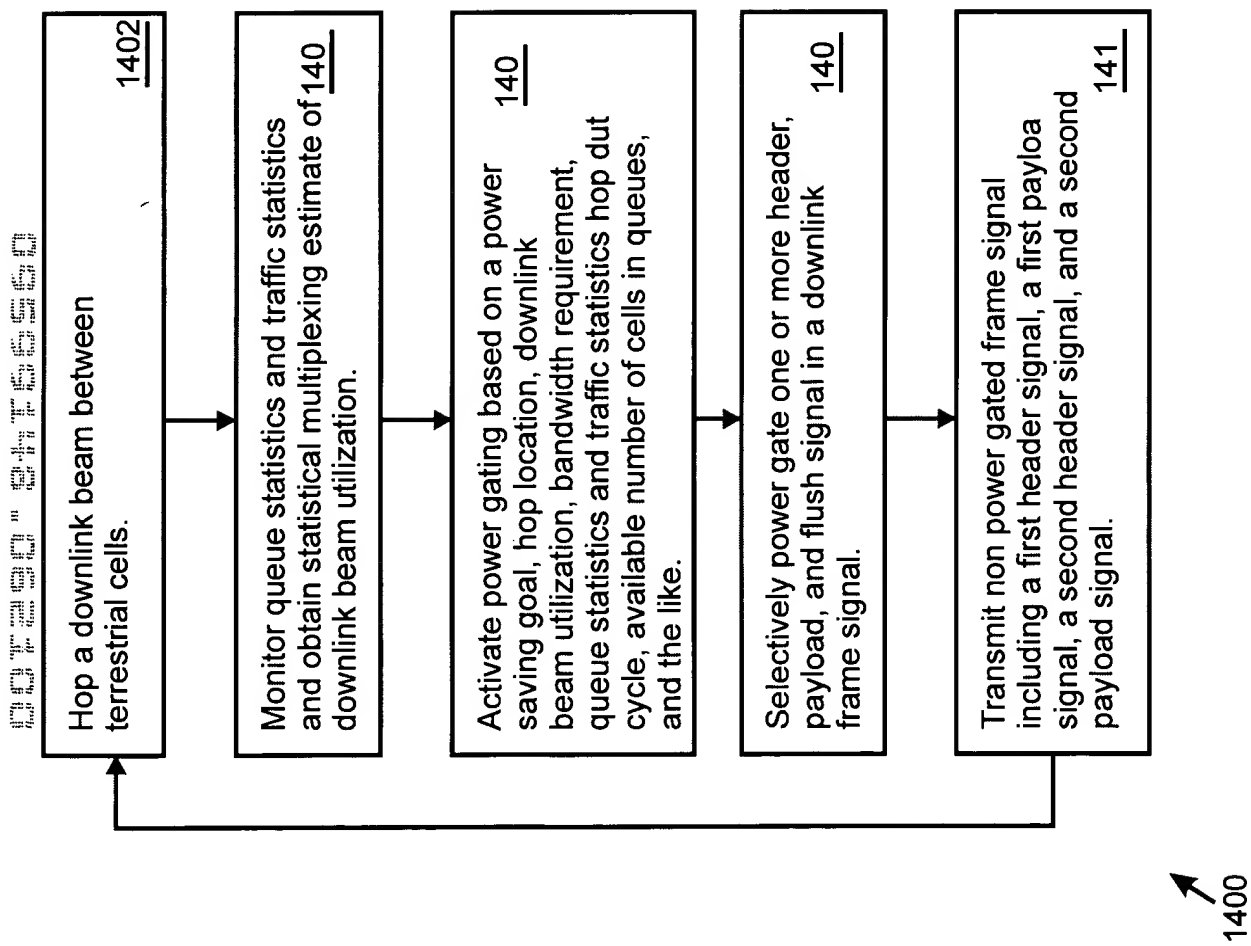 Hop a downlink beam between
terrestrial cells.
1402
Monitor queue statistics and traffic statistics
and obtain statistical multiplexing estimate of 140
downlink beam utilization.
Activate power gating based on a power
saving goal, hop location, downlink
140
beam utilization, bandwidth requirement,
queue statistics and traffic statistics hop dut
cycle, available number of cells in queues,
and the like.
Selectively power gate one or more header,
payload, and flush signal in a downlink
frame signal.
140
Transmit non power gated frame signal
including a first header signal, a first payloa
signal, a second header signal, and a second
payload signal.
141
1400